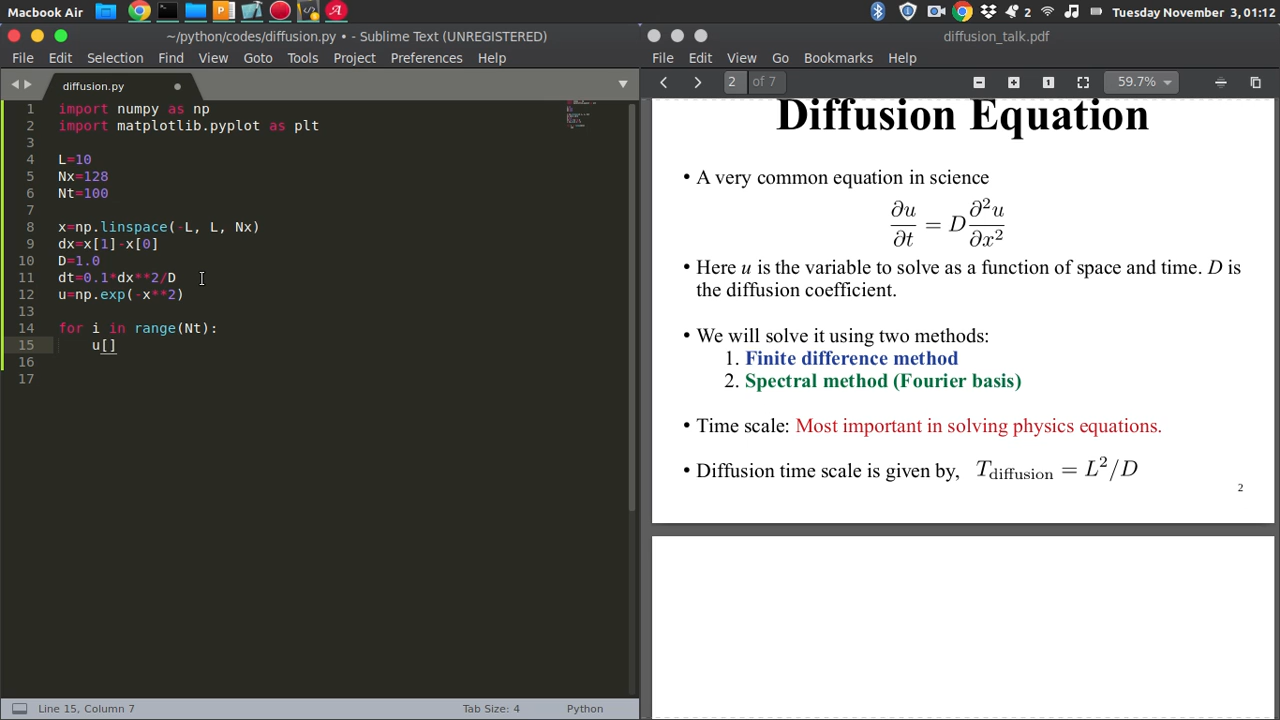 Macbook Air
2
Tuesday November 3, 01:12
~/python/codes/diffusion.py • - Sublime Text (UNREGISTERED)
File Edit Selection Find View Goto Tools Project Preferences Help
diffusion.py
1 import numpy as np
2 import matplotlib.pyplot as plt
3
4 L=10
5 Nx=128
6 Nt=100
7
8 x=np.linspace(-L, L, Nx)
9 dx=x[1]-x[0]
10 D=1.0
11 dt=0.1*dx**2/D
12 u=np.exp(-x**2)
13
14 for i in range(Nt):
15 u[]
16
17
Line 15, Column 7
Tab Size: 4
Python
diffusion_talk.pdf
File Edit View Go Bookmarks Help
2 of 7
1
59.7%
Diffusion Equation
• A very common equation in science
∂u/∂t = D ∂²u/∂x²
• Here u is the variable to solve as a function of space and time. D is
the diffusion coefficient.
• We will solve it using two methods:
1. Finite difference method
2. Spectral method (Fourier basis)
• Time scale: Most important in solving physics equations.
• Diffusion time scale is given by, T_diffusion = L²/D
2